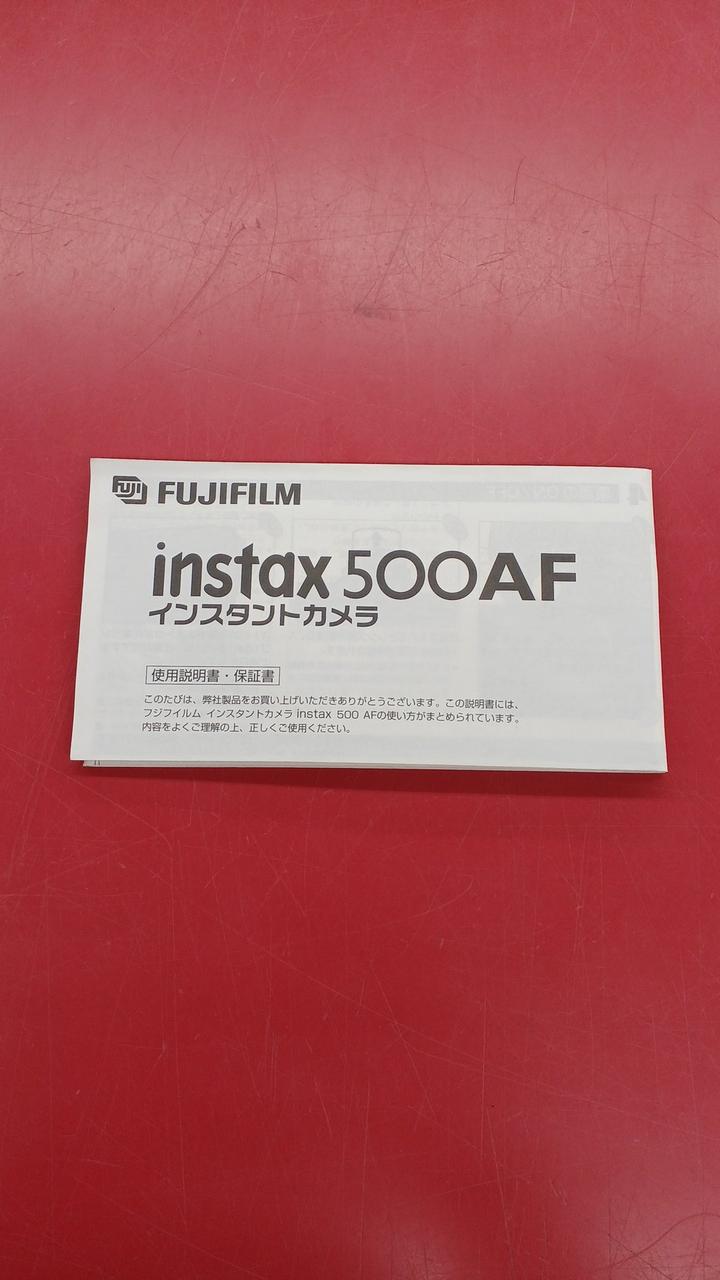 FUJI FUJIFILM
instax 500AF
インスタントカメラ
使用説明書・保証書
このたびは、弊社製品をお買い上げいただきありがとうございます。この説明書には、
フジフイルム インスタントカメラ instax 500 AFの使い方がまとめられています。
内容をよくご理解の上、正しくご使用ください。